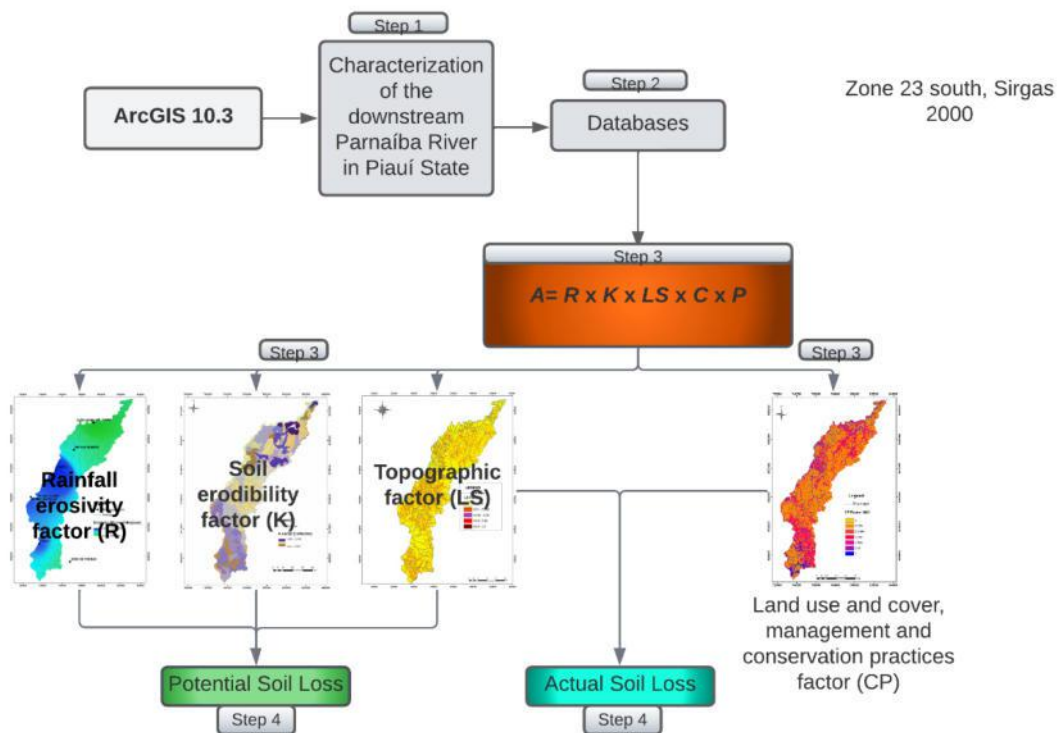 Step 1
Characterization
of the
downstream
Parnaíba River
in Piauí State
ArcGIS 10.3
Step 2
Databases
Zone 23 south, Sirgas
2000
Step 3
A= R x K x LS x C x P
Step 3
Step 3
Rainfall
erosivity
factor (R)
Soil
erodibility
factor (K)
Topographic
factor (LS)
Land use and cover,
management and
conservation practices
factor (CP)
Potential Soil Loss
Step 4
Actual Soil Loss
Step 4